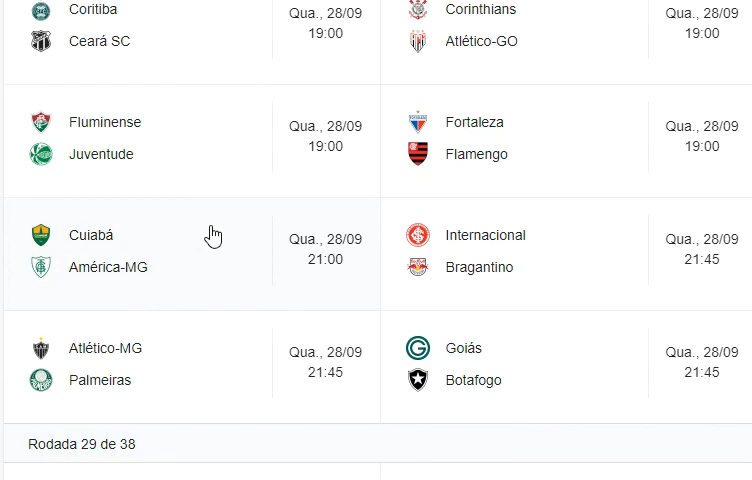 Coritiba
Ceará SC
Qua., 28/09
19:00
Corinthians
Atlético-GO
Qua., 28/09
19:00
Fluminense
Juventude
Qua., 28/09
19:00
Fortaleza
Flamengo
Qua., 28/09
19:00
Cuiabá
América-MG
Qua., 28/09
21:00
Internacional
Bragantino
Qua., 28/09
21:45
Atlético-MG
Palmeiras
Qua., 28/09
21:45
Goiás
Botafogo
Qua., 28/09
21:45
Rodada 29 de 38